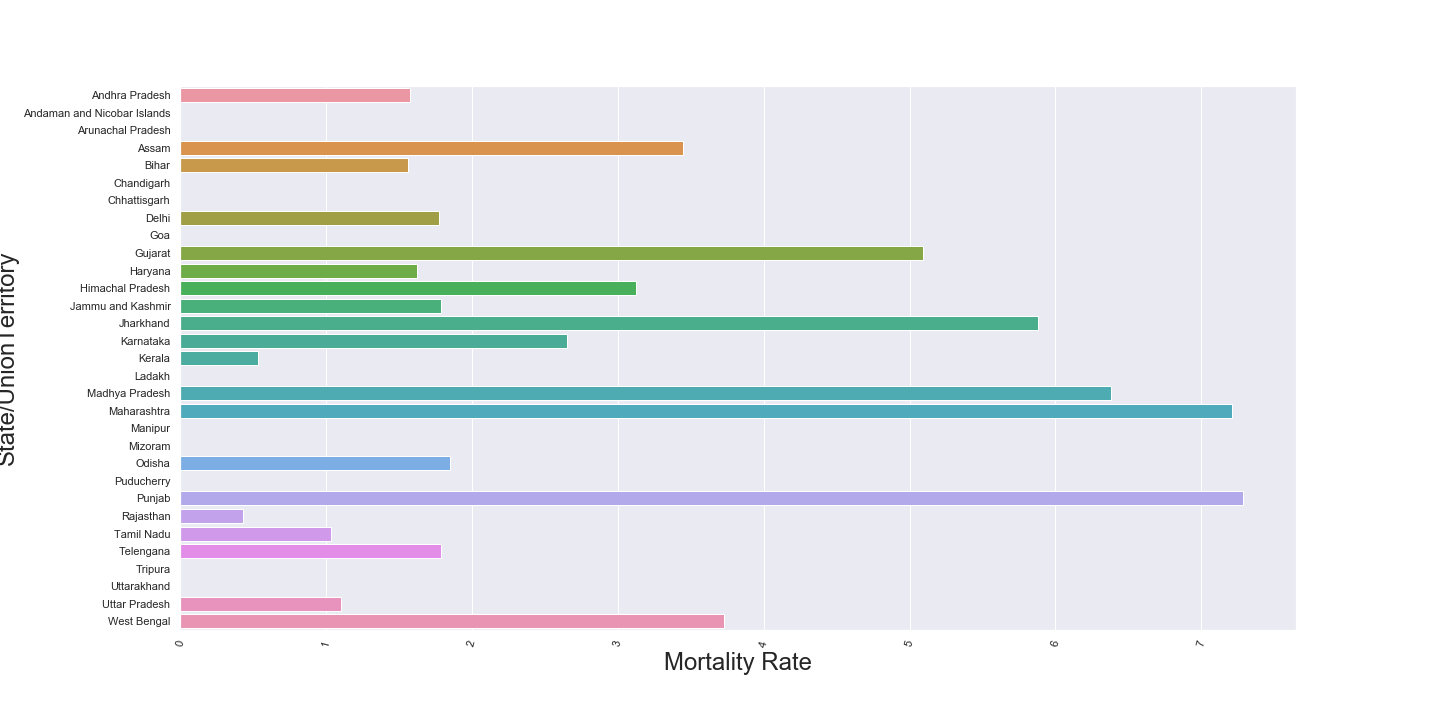 Andhra Pradesh
Andaman and Nicobar Islands
Arunachal Pradesh
Assam
Bihar
Chandigarh
Chhattisgarh
Delhi
Goa
Gujarat
Haryana
Himachal Pradesh
Jammu and Kashmir
Jharkhand
Karnataka
Kerala
Ladakh
Madhya Pradesh
Maharashtra
Manipur
Mizoram
Odisha
Puducherry
Punjab
Rajasthan
Tamil Nadu
Telengana
Tripura
Uttarakhand
Uttar Pradesh
West Bengal
State/UnionTerritory
0 1 2 3 4 5 6 7
Mortality Rate